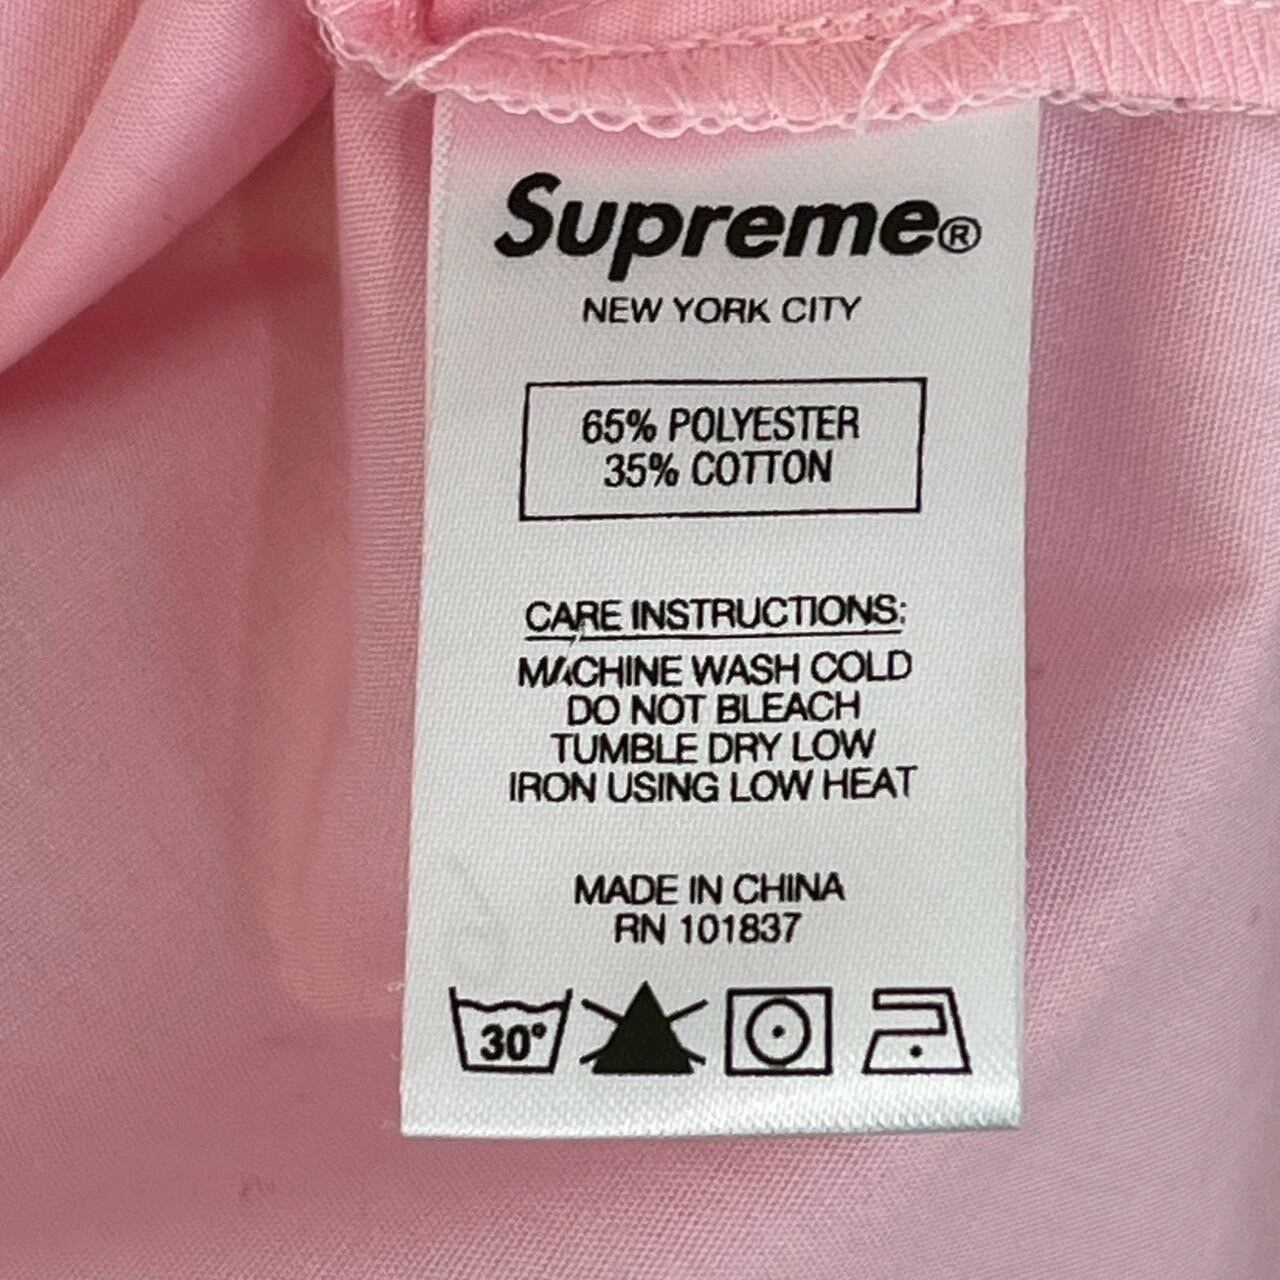 Supreme®
NEW YORK CITY
65% POLYESTER
35% COTTON
CARE INSTRUCTIONS:
MACHINE WASH COLD
DO NOT BLEACH
TUMBLE DRY LOW
IRON USING LOW HEAT
MADE IN CHINA
RN 101837
30°